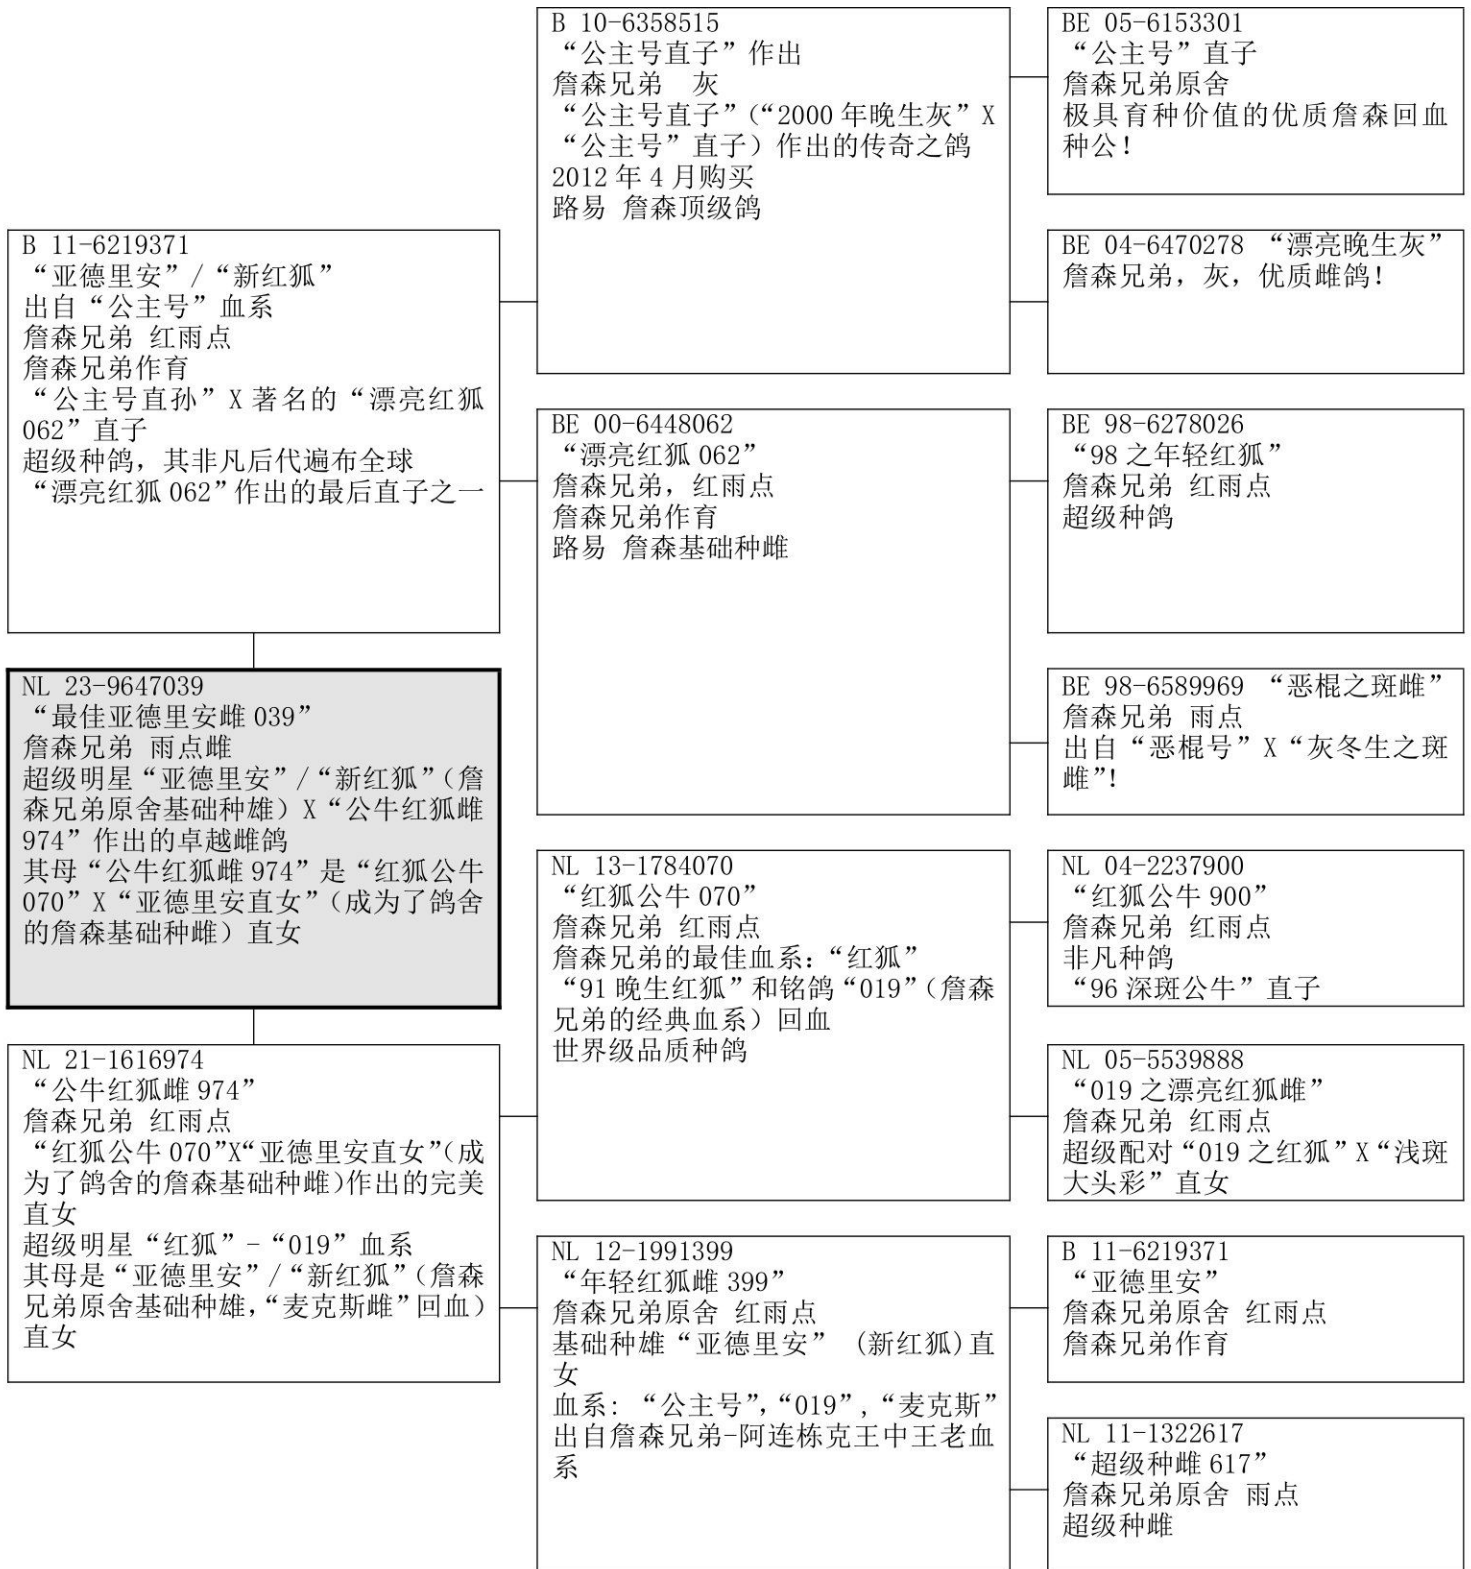 B 10-6358515
“公主号直子”作出
詹森兄弟 灰
“公主号直子”(“2000年晚生灰”X
“公主号”直子) 作出的传奇之鸽
2012年4月购买
路易 詹森顶级鸽
BE 05-6153301
“公主号”直子
詹森兄弟原舍
极具育种价值的优质詹森回血
种公!
B 11-6219371
“亚德里安”/“新红狐”
出自“公主号”血系
詹森兄弟 红雨点
詹森兄弟作育
“公主号直孙”X 著名的“漂亮红狐
062”直子
超级种鸽，其非凡后代遍布全球
“漂亮红狐062”作出的最后直子之一
BE 04-6470278 “漂亮晚生灰”
詹森兄弟，灰，优质雌鸽!
BE 00-6448062
“漂亮红狐062”
詹森兄弟，红雨点
詹森兄弟作育
路易 詹森基础种雌
BE 98-6278026
“98之年轻红狐”
詹森兄弟 红雨点
超级种鸽
NL 23-9647039
“最佳亚德里安雌039”
詹森兄弟 雨点雌
超级明星“亚德里安”/“新红狐”(詹
森兄弟原舍基础种雄) X“公牛红狐雌
974”作出的卓越雌鸽
其母“公牛红狐雌974”是“红狐公牛
070”X“亚德里安直女”(成为了鸽舍
的詹森基础种雌) 直女
BE 98-6589969 “恶棍之斑雌”
詹森兄弟 雨点
出自“恶棍号”X“灰冬生之斑
雌”!
NL 13-1784070
“红狐公牛070”
詹森兄弟 红雨点
詹森兄弟的最佳血系: “红狐”
“91晚生红狐”和铭鸽“019”(詹森
兄弟的经典血系) 回血
世界级品质种鸽
NL 04-2237900
“红狐公牛900”
詹森兄弟 红雨点
非凡种鸽
“96深斑公牛”直子
NL 21-1616974
“公牛红狐雌974”
詹森兄弟 红雨点
“红狐公牛070”X“亚德里安直女”(成
为了鸽舍的詹森基础种雌)作出的完美
直女
超级明星“红狐”-“019”血系
其母是“亚德里安”/“新红狐”(詹森
兄弟原舍基础种雄，“麦克斯雌”回血)
直女
NL 05-5539888
“019之漂亮红狐雌”
詹森兄弟 红雨点
超级配对“019之红狐”X“浅斑
大头彩”直女
NL 12-1991399
“年轻红狐雌399”
詹森兄弟原舍 红雨点
基础种雄“亚德里安” (新红狐)直
女
血系: “公主号”，“019”,“麦克斯”
出自詹森兄弟-阿连栋克王中王老血
系
B 11-6219371
“亚德里安”
詹森兄弟原舍 红雨点
詹森兄弟作育
NL 11-1322617
“超级种雌617”
詹森兄弟原舍 雨点
超级种雌